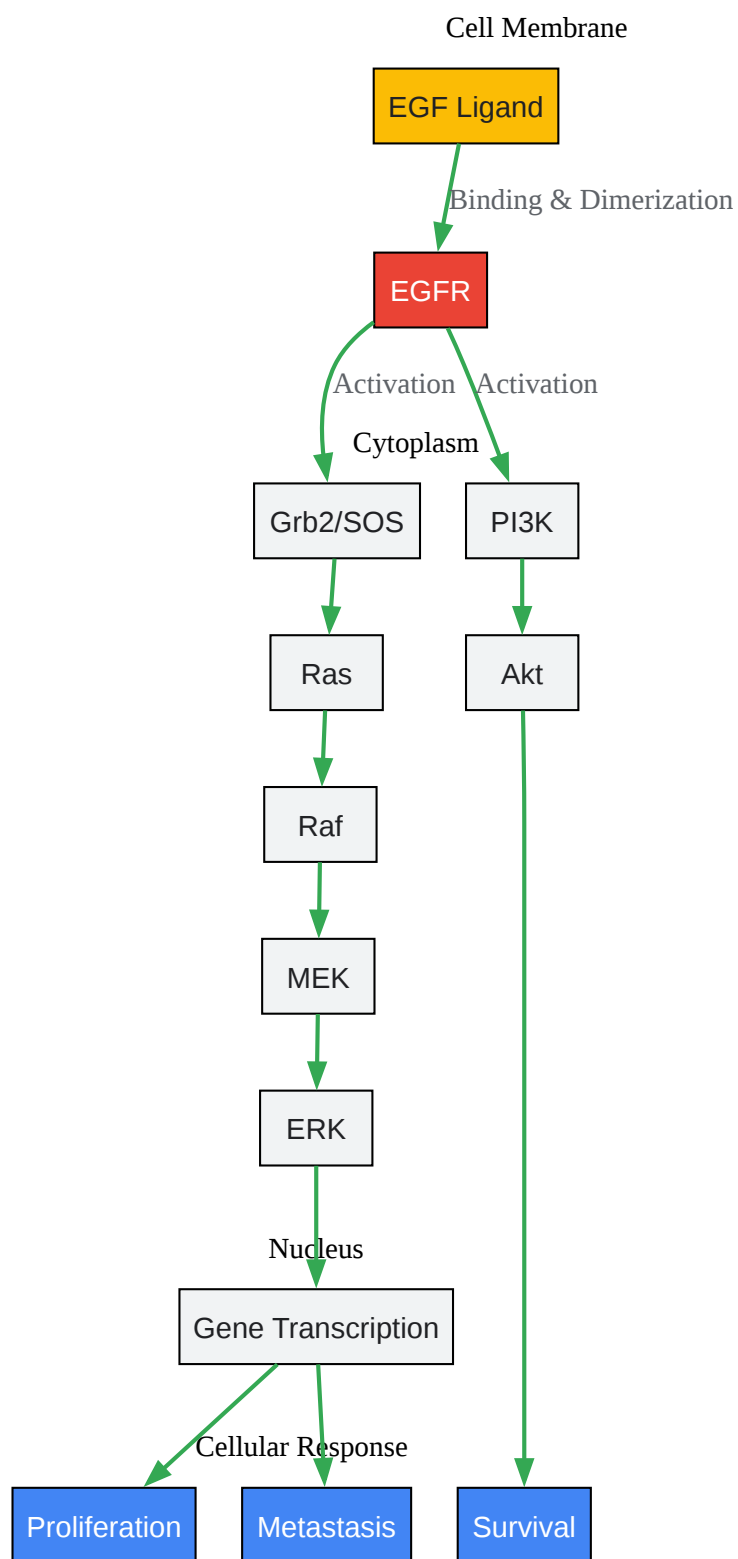 Cell Membrane
EGF Ligand
Binding & Dimerization
EGFR
Activation
Activation
Cytoplasm
Grb2/SOS
PI3K
Ras
Akt
Raf
MEK
ERK
Nucleus
Gene Transcription
Cellular Response
Proliferation
Metastasis
Survival